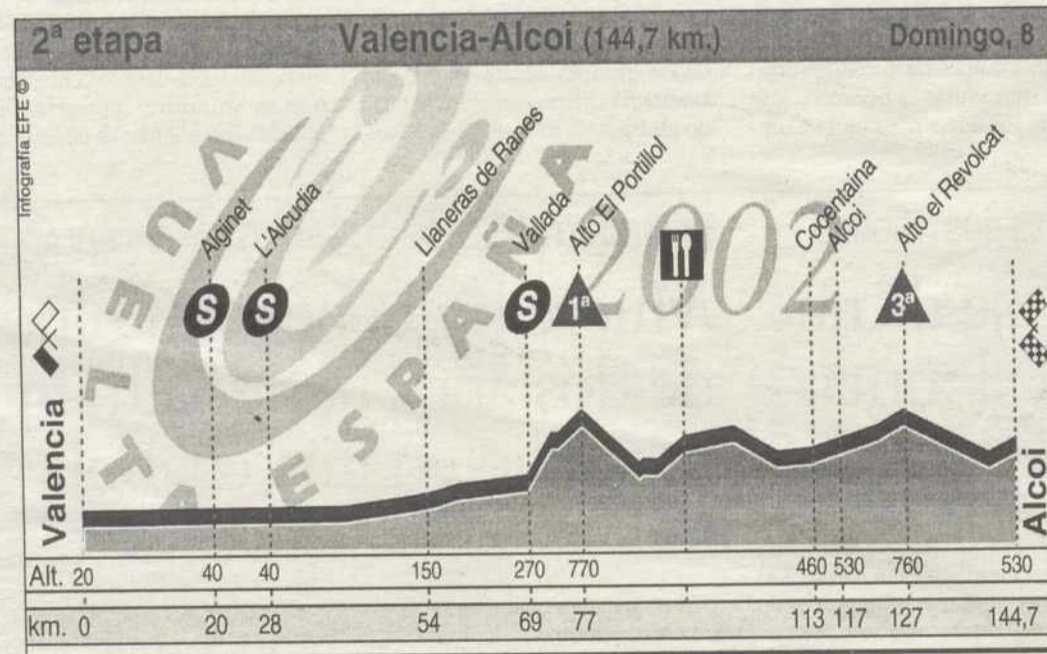 2ª etapa Valencia-Alcoi (144,7 km.) Domingo, 8
Infografía EFE ©
VUELTA ESPAÑA
2002
Alginet
L'Alcudia
Llaneras de Ranes
Vallada
Alto El Portillol
Cocentaina
Alcoi
Alto el Revolcat
S S S 1ª 3ª
Valencia
Alcoi
Alt. 20 40 40 150 270 770 460 530 760 530
km. 0 20 28 54 69 77 113 117 127 144,7